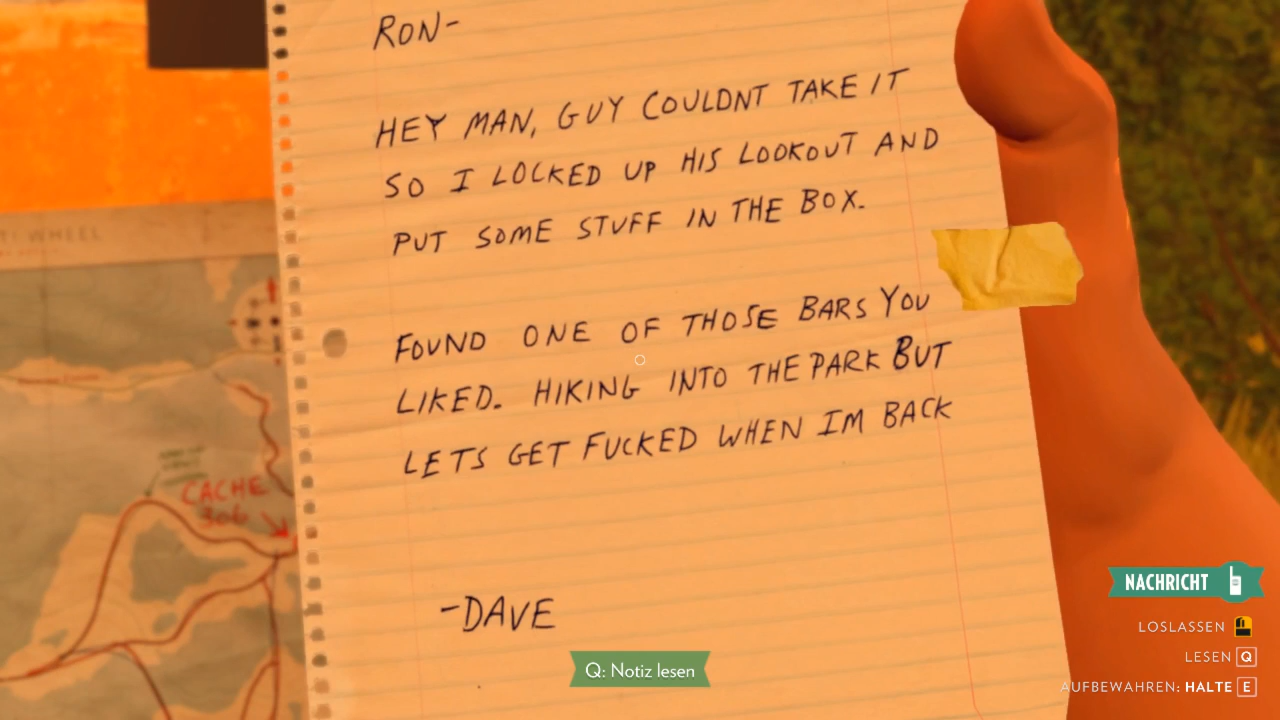 RON-
HEY MAN, GUY COULDNT TAKE IT
SO I LOCKED UP HIS LOOKOUT AND
PUT SOME STUFF IN THE BOX.
FOUND ONE OF THOSE BARS YOU
LIKED. HIKING INTO THE PARK BUT
LETS GET FUCKED WHEN IM BACK
-DAVE
WHEEL
CACHE
306
NACHRICHT
LOSLASSEN
LESEN Q
AUFBEWAHREN: HALTE E
Q: Notiz lesen